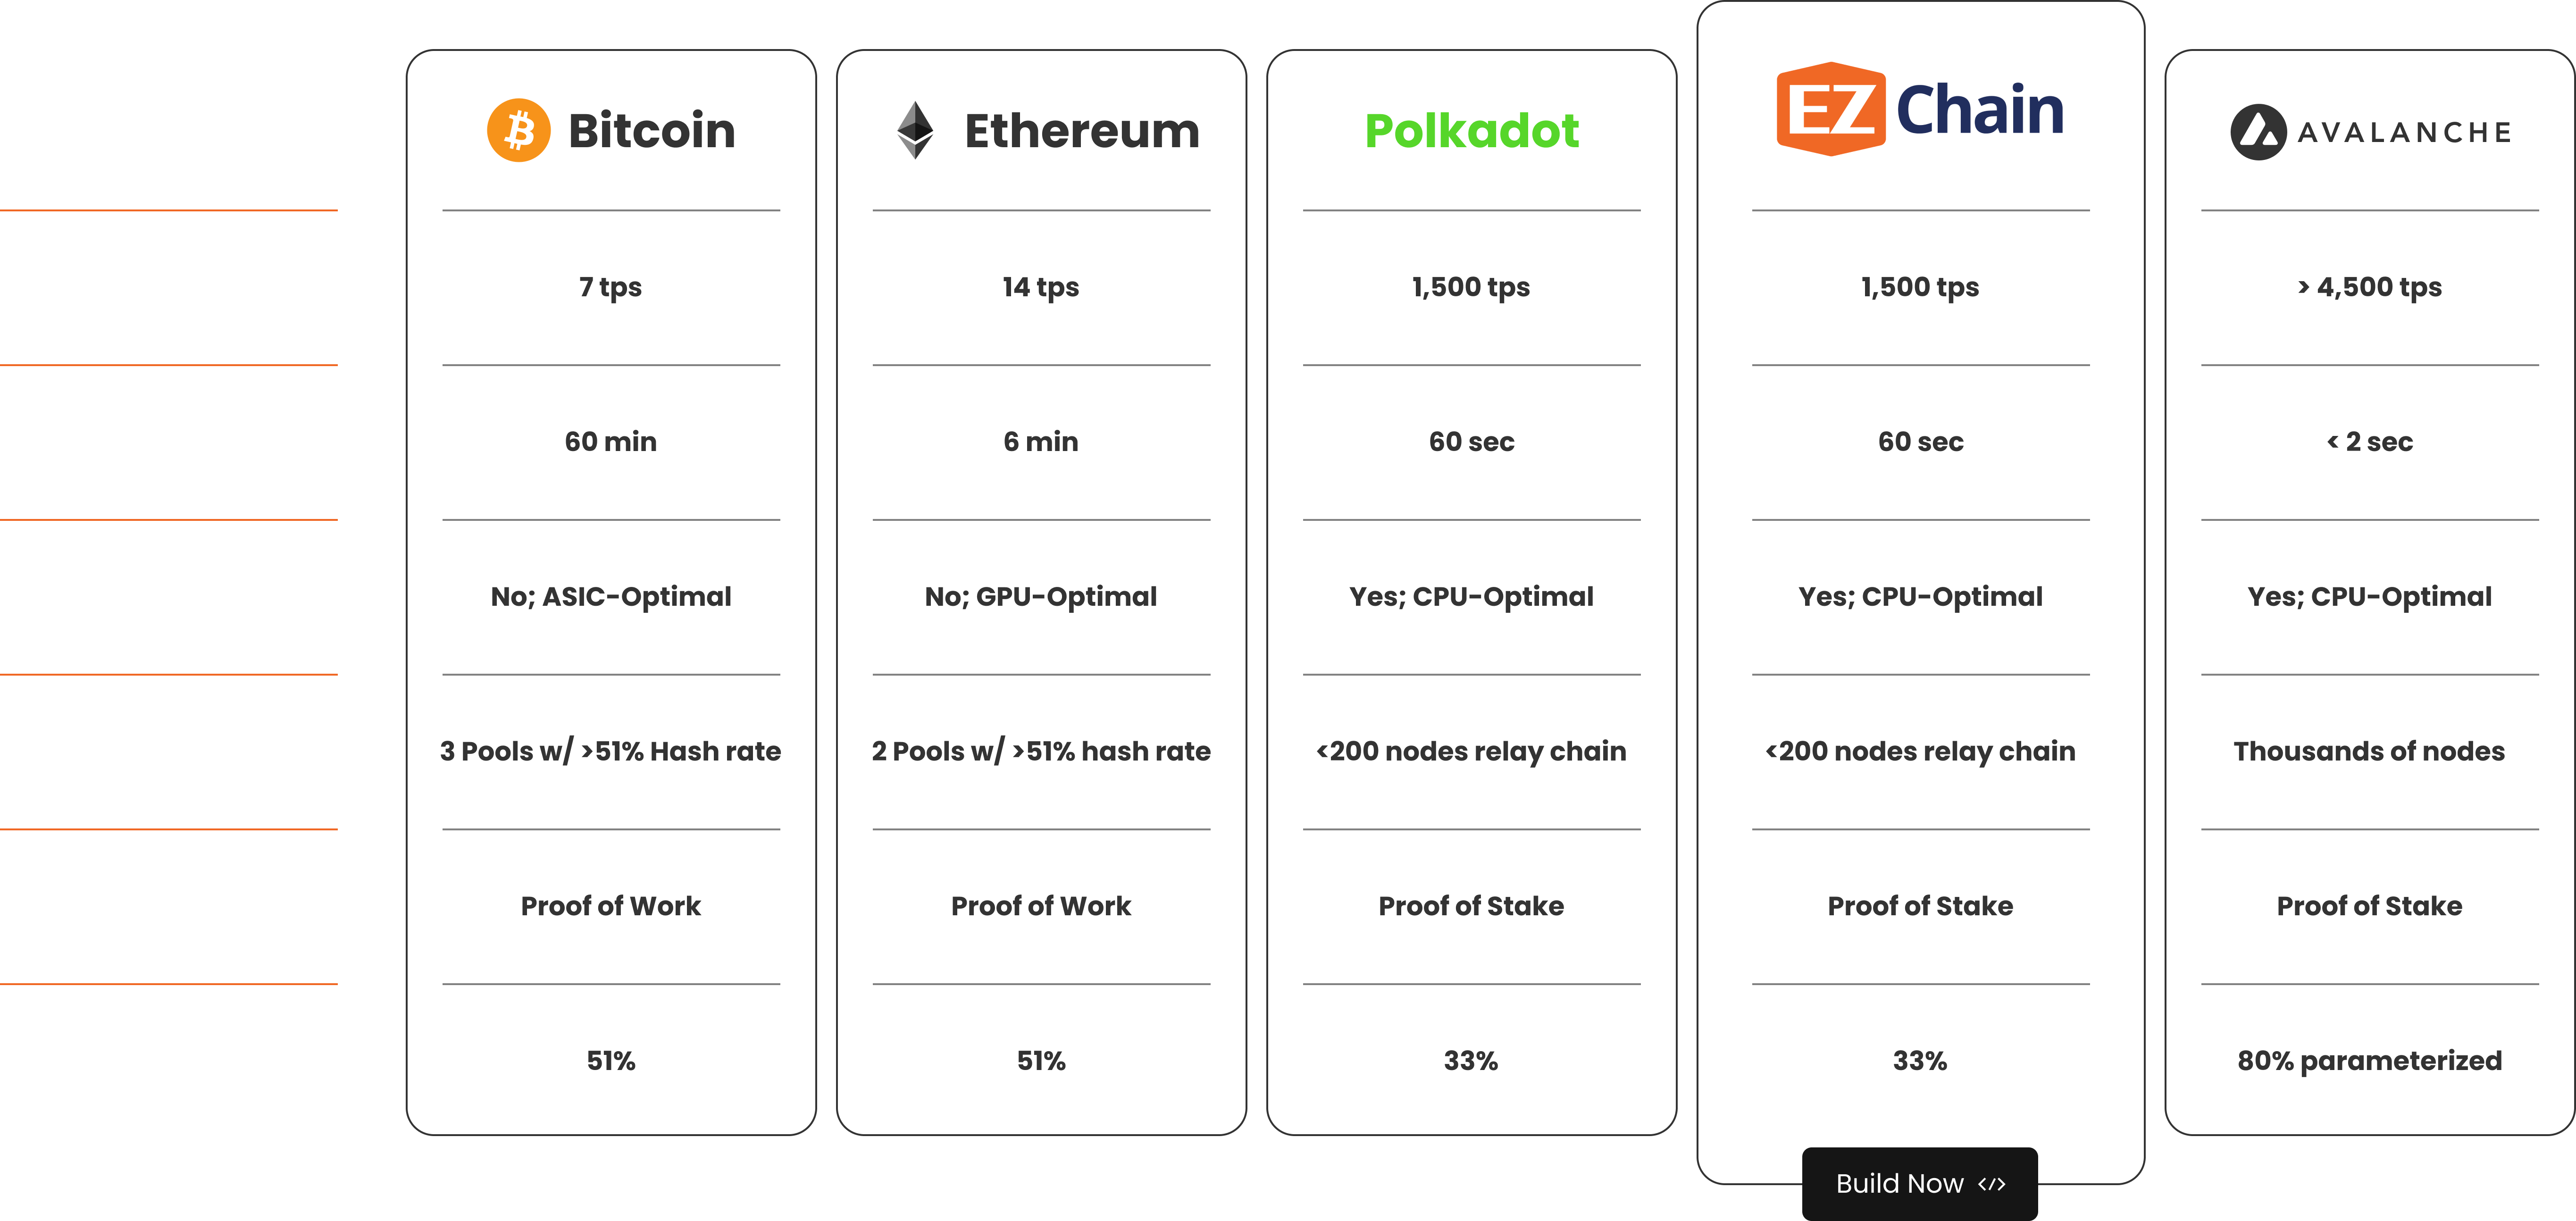 Bitcoin
Ethereum
Polkadot
EZ Chain
AVALANCHE
7 tps
14 tps
1,500 tps
1,500 tps
> 4,500 tps
60 min
6 min
60 sec
60 sec
< 2 sec
No; ASIC-Optimal
No; GPU-Optimal
Yes; CPU-Optimal
Yes; CPU-Optimal
Yes; CPU-Optimal
3 Pools w/ >51% Hash rate
2 Pools w/ >51% hash rate
<200 nodes relay chain
<200 nodes relay chain
Thousands of nodes
Proof of Work
Proof of Work
Proof of Stake
Proof of Stake
Proof of Stake
51%
51%
33%
33%
80% parameterized
Build Now </>